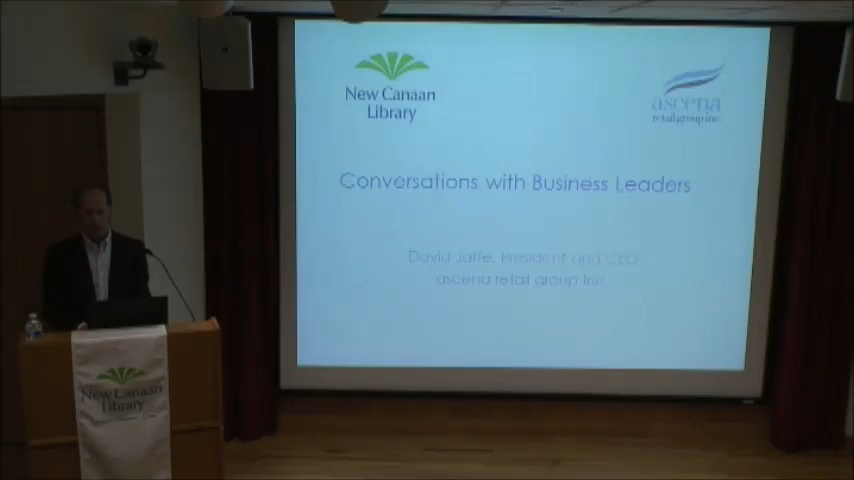 New Canaan
Library
ascena
retail group inc.
Conversations with Business Leaders
David Jaffe, President and CEO
ascena retail group inc.
New Canaan
Library